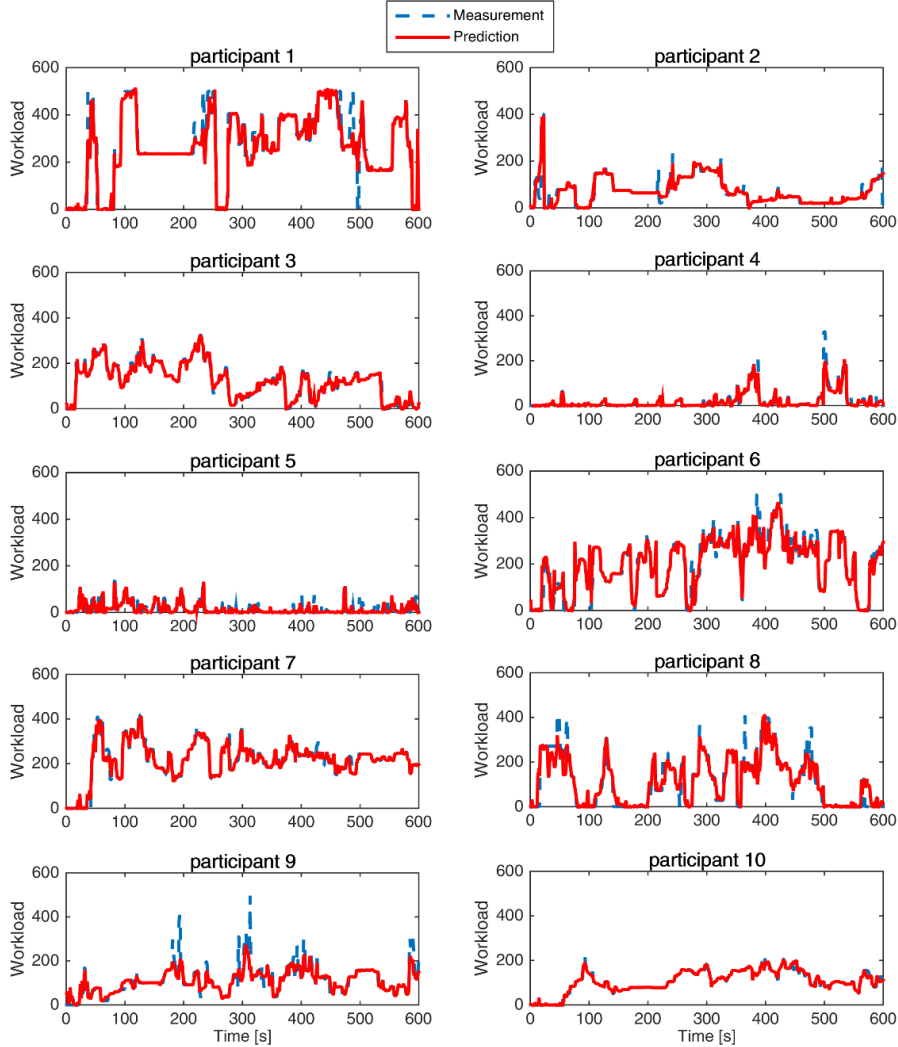 Measurement
Prediction
participant 1
participant 2
600
400
200
0
Workload
0 100 200 300 400 500 600
600
400
200
0
Workload
0 100 200 300 400 500 600
participant 3
participant 4
600
400
200
0
Workload
0 100 200 300 400 500 600
600
400
200
0
Workload
0 100 200 300 400 500 600
participant 5
participant 6
600
400
200
0
Workload
0 100 200 300 400 500 600
600
400
200
0
Workload
0 100 200 300 400 500 600
participant 7
participant 8
600
400
200
0
Workload
0 100 200 300 400 500 600
600
400
200
0
Workload
0 100 200 300 400 500 600
participant 9
participant 10
600
400
200
0
Workload
0 100 200 300 400 500 600
Time [s]
600
400
200
0
Workload
0 100 200 300 400 500 600
Time [s]